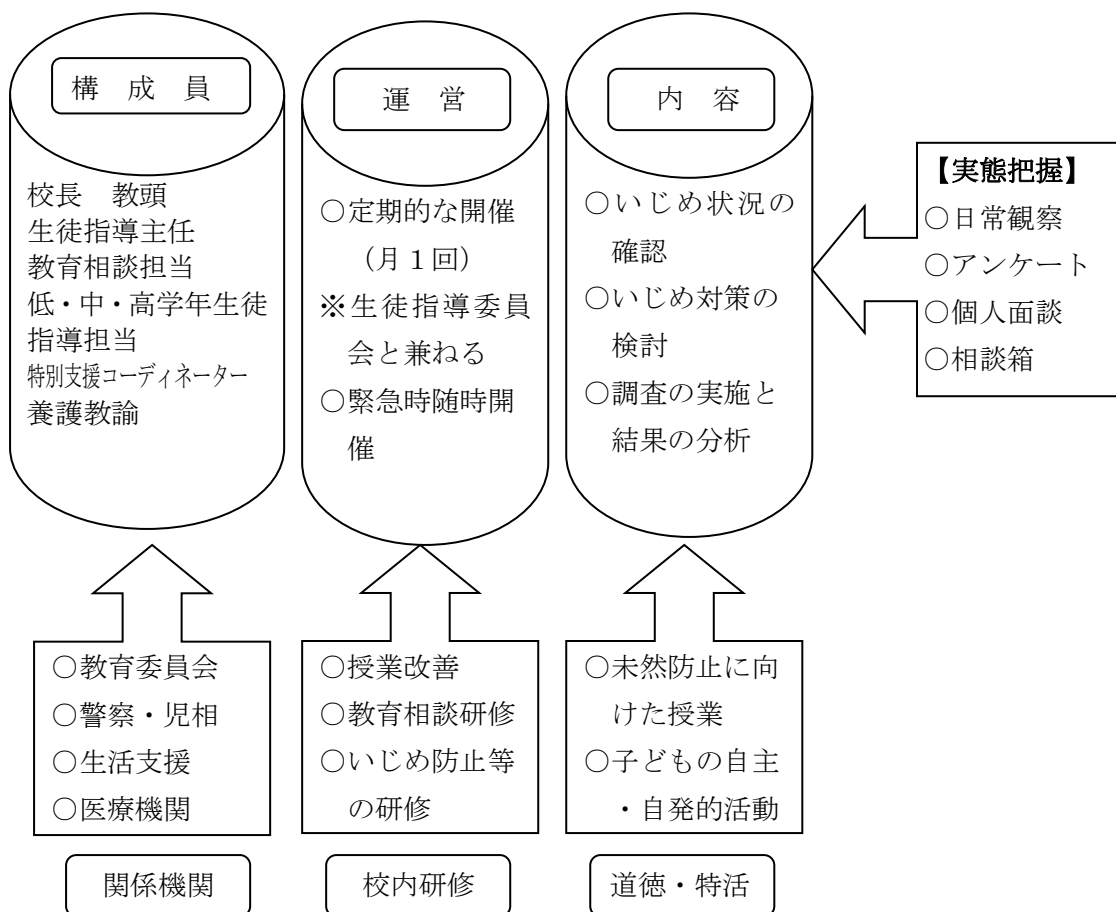 構 成 員
校長 教頭
生徒指導主任
教育相談担当
低・中・高学年生徒
指導担当
特別支援コーディネーター
養護教諭
運 営
○定期的な開催
(月1回)
※生徒指導委員
会と兼ねる
○緊急時随時開
催
内 容
○いじめ状況の
確認
○いじめ対策の
検討
○調査の実施と
結果の分析
【実態把握】
○日常観察
○アンケート
○個人面談
○相談箱
○教育委員会
○警察・児相
○生活支援
○医療機関
関係機関
○授業改善
○教育相談研修
○いじめ防止等
の研修
校内研修
○未然防止に向
けた授業
○子どもの自主
・自発的活動
道徳・特活